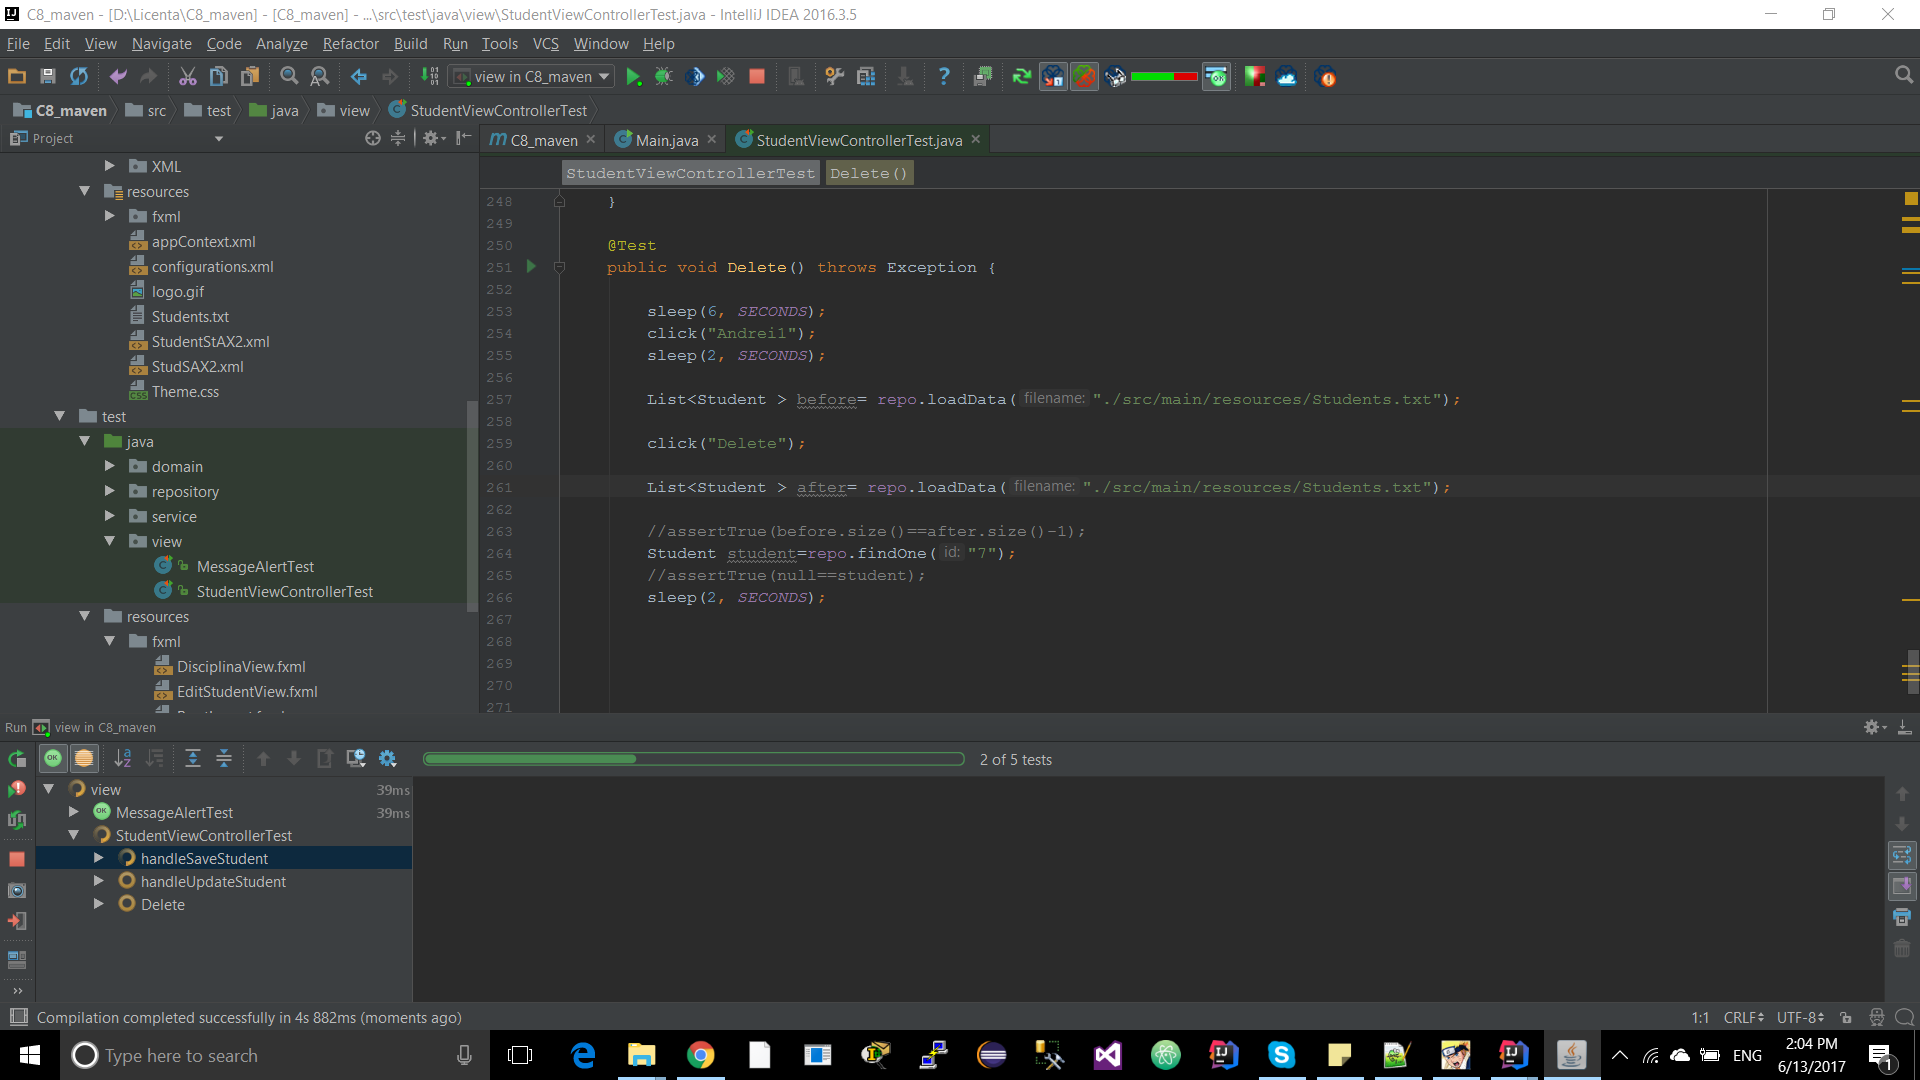 C8_maven - [D:\Licenta\C8_maven] - [C8_maven] - ...\src\test\java\view\StudentViewControllerTest.java - IntelliJ IDEA 2016.3.5
File Edit View Navigate Code Analyze Refactor Build Run Tools VCS Window Help
view in C8_maven
C8_maven src test java view StudentViewControllerTest
Project
C8_maven Main.java StudentViewControllerTest.java
StudentViewControllerTest Delete()
XML
resources
fxml
appContext.xml
configurations.xml
logo.gif
Students.txt
StudentStAX2.xml
StudSAX2.xml
Theme.css
test
java
domain
repository
service
view
MessageAlertTest
StudentViewControllerTest
resources
fxml
DisciplinaView.fxml
EditStudentView.fxml
248 }
249
250 @Test
251 public void Delete() throws Exception {
252
253 sleep(6, SECONDS);
254 click("Andrei1");
255 sleep(2, SECONDS);
256
257 List<Student > before= repo.loadData( filename: "./src/main/resources/Students.txt");
258
259 click("Delete");
260
261 List<Student > after= repo.loadData( filename: "./src/main/resources/Students.txt");
262
263 //assertTrue(before.size()==after.size()-1);
264 Student student=repo.findOne( id: "7");
265 //assertTrue(null==student);
266 sleep(2, SECONDS);
267
268
269
270
271
Run view in C8_maven
2 of 5 tests
view 39ms
MessageAlertTest 39ms
StudentViewControllerTest
handleSaveStudent
handleUpdateStudent
Delete
Compilation completed successfully in 4s 882ms (moments ago)
1:1 CRLF UTF-8
Type here to search
ENG
2:04 PM
6/13/2017
1